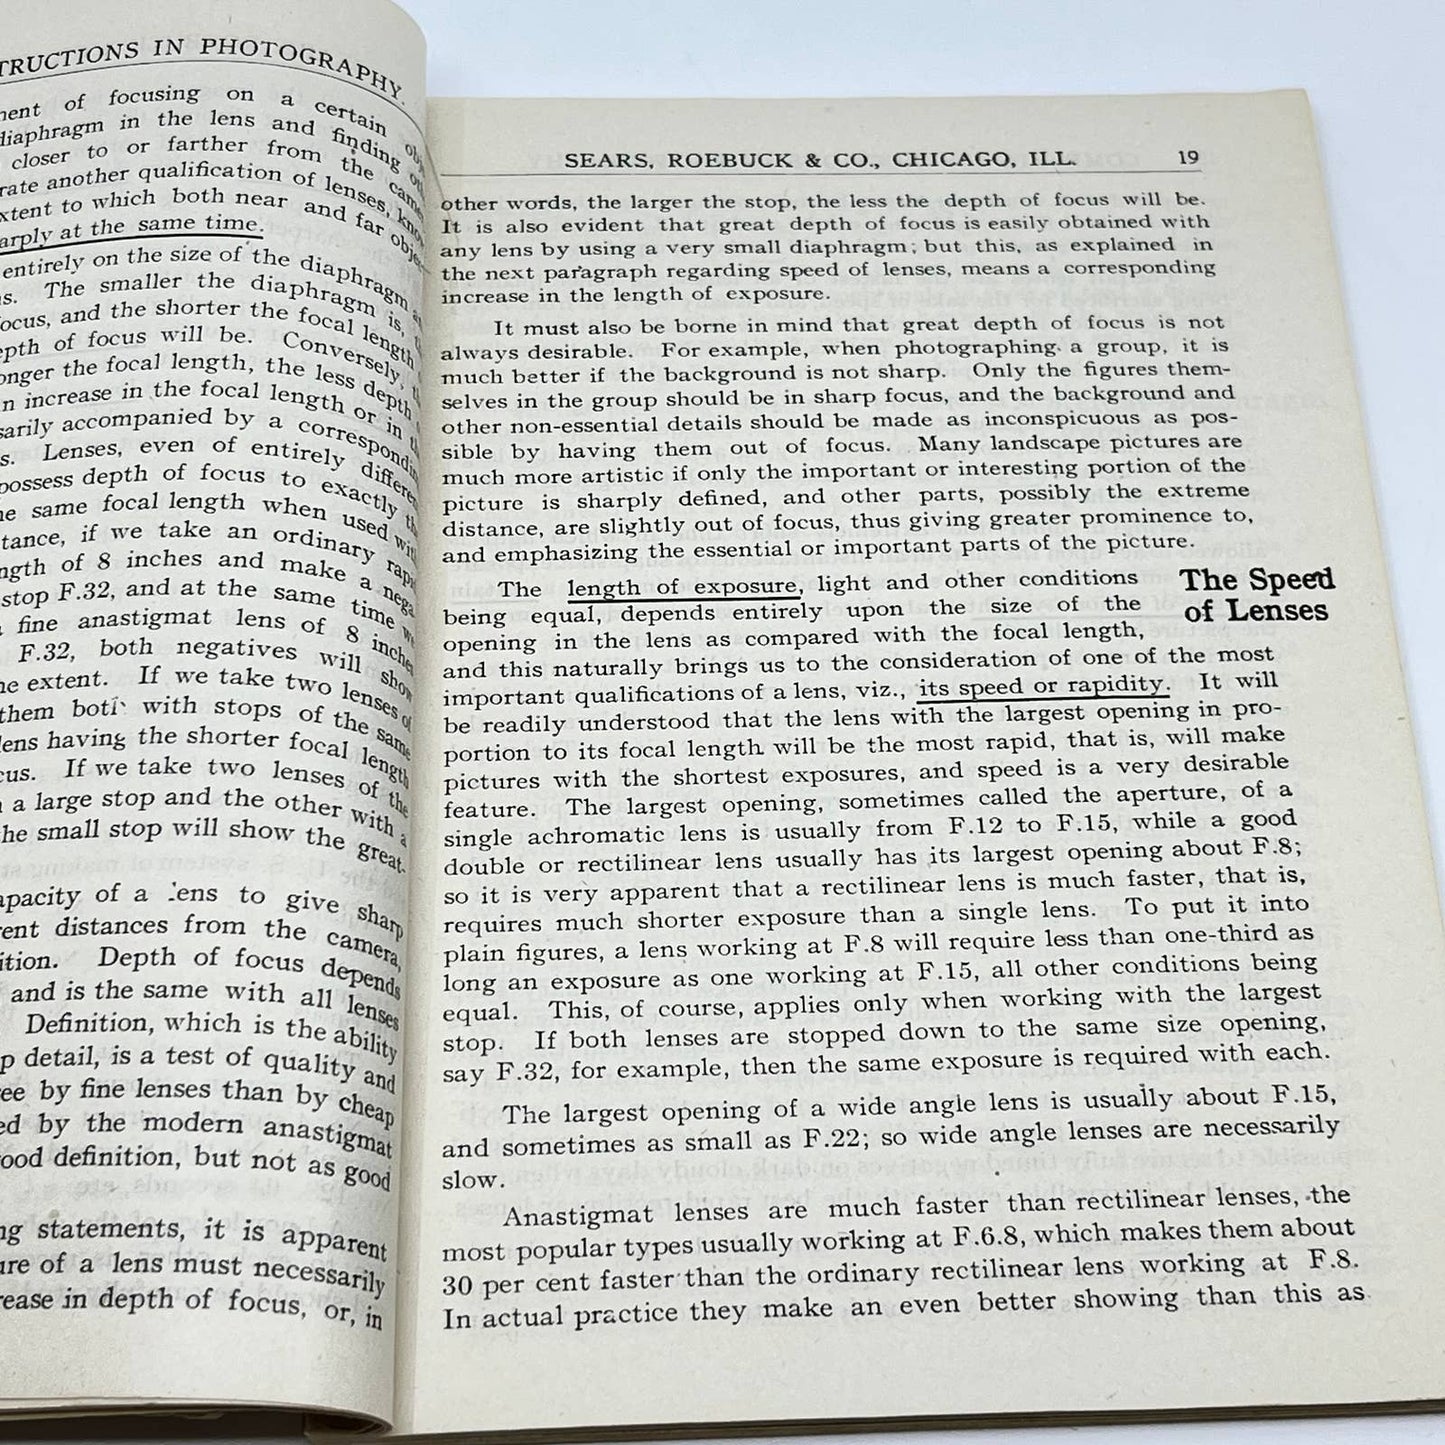 TRUCTIONS IN PHOTOGRAPHY.
of focusing on a certain
diaphragm in the lens and finding
closer to or farther from the
rate another qualification of lenses,
xtent to which both near and far
arply at the same time.
entirely on the size of the diaphragm
s. The smaller the diaphragm is,
ocus, and the shorter the focal length
epth of focus will be. Conversely,
onger the focal length, the less depth
n increase in the focal length or in
sarily accompanied by a
s. Lenses, even of entirely
possess depth of focus to exactly
he same focal length when used
tance, if we take an ordinary
ngth of 8 inches and make a
stop F.32, and at the same time
fine anastigmat lens of 8 inches
F.32, both negatives will show
he extent. If we take two lenses of
them with stops of the same
lens having the shorter focal length
cus. If we take two lenses of the
a large stop and the other with a
he small stop will show the great-
apacity of a lens to give sharp
rent distances from the camera,
ition. Depth of focus depends
and is the same with all lenses
Definition, which is the ability
p detail, is a test of quality and
ee by fine lenses than by cheap
ed by the modern anastigmat
ood definition, but not as good
ng statements, it is apparent
ure of a lens must necessarily
rease in depth of focus, or, in
SEARS, ROEBUCK & CO., CHICAGO, ILL. 19
other words, the larger the stop, the less the depth of focus will be.
It is also evident that great depth of focus is easily obtained with
any lens by using a very small diaphragm; but this, as explained in
the next paragraph regarding speed of lenses, means a corresponding
increase in the length of exposure.
It must also be borne in mind that great depth of focus is not
always desirable. For example, when photographing a group, it is
much better if the background is not sharp. Only the figures them-
selves in the group should be in sharp focus, and the background and
other non-essential details should be made as inconspicuous as pos-
sible by having them out of focus. Many landscape pictures are
much more artistic if only the important or interesting portion of the
picture is sharply defined, and other parts, possibly the extreme
distance, are slightly out of focus, thus giving greater prominence to,
and emphasizing the essential or important parts of the picture.
The Speed
of Lenses
The length of exposure, light and other conditions
being equal, depends entirely upon the size of the
opening in the lens as compared with the focal length,
and this naturally brings us to the consideration of one of the most
important qualifications of a lens, viz., its speed or rapidity. It will
be readily understood that the lens with the largest opening in pro-
portion to its focal length will be the most rapid, that is, will make
pictures with the shortest exposures, and speed is a very desirable
feature. The largest opening, sometimes called the aperture, of a
single achromatic lens is usually from F.12 to F.15, while a good
double or rectilinear lens usually has its largest opening about F.8;
so it is very apparent that a rectilinear lens is much faster, that is,
requires much shorter exposure than a single lens. To put it into
plain figures, a lens working at F.8 will require less than one-third as
long an exposure as one working at F.15, all other conditions being
equal. This, of course, applies only when working with the largest
stop. If both lenses are stopped down to the same size opening,
say F.32, for example, then the same exposure is required with each.
The largest opening of a wide angle lens is usually about F.15,
and sometimes as small as F.22; so wide angle lenses are necessarily
slow.
Anastigmat lenses are much faster than rectilinear lenses, the
most popular types usually working at F.6.8, which makes them about
30 per cent faster than the ordinary rectilinear lens working at F.8.
In actual practice they make an even better showing than this as